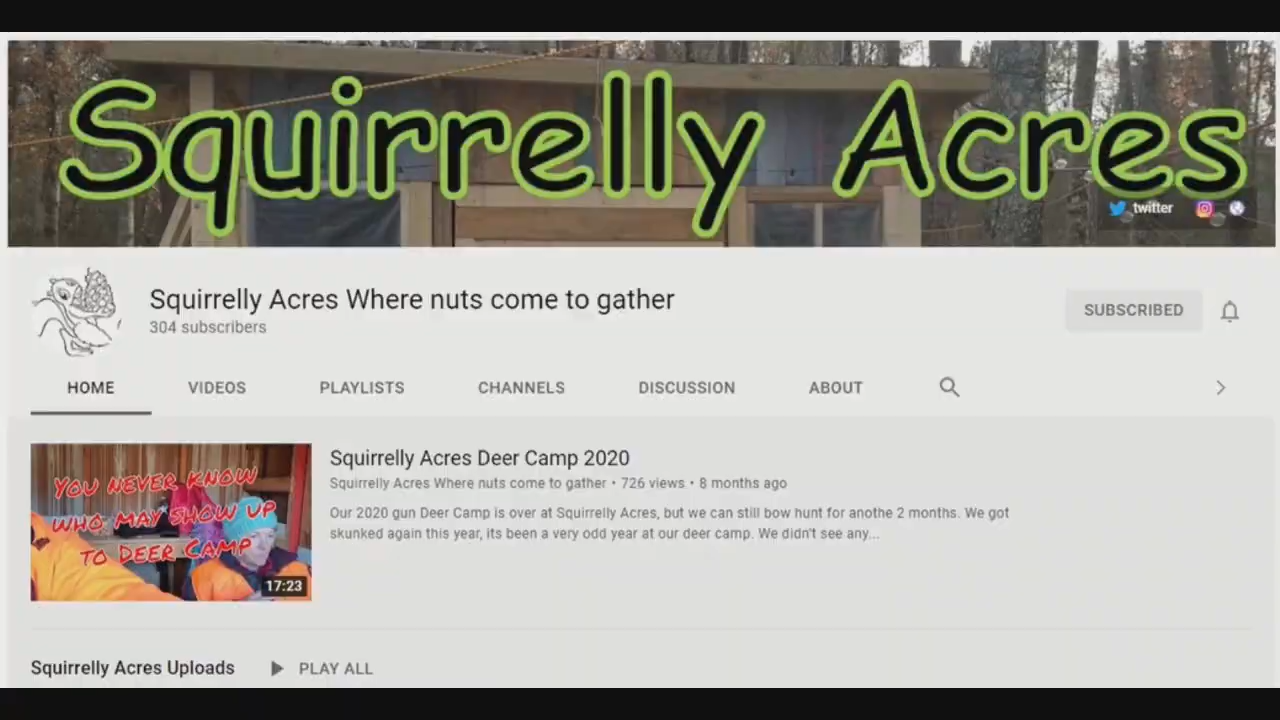 Squirrelly Acres
twitter
Squirrelly Acres Where nuts come to gather
304 subscribers
SUBSCRIBED
HOME VIDEOS PLAYLISTS CHANNELS DISCUSSION ABOUT
YOU NEVER KNOW
WHO MAY SHOW UP
TO DEER CAMP
17:23
Squirrelly Acres Deer Camp 2020
Squirrelly Acres Where nuts come to gather • 726 views • 8 months ago
Our 2020 gun Deer Camp is over at Squirrelly Acres, but we can still bow hunt for anothe 2 months. We got
skunked again this year, its been a very odd year at our deer camp. We didn't see any...
Squirrelly Acres Uploads
PLAY ALL